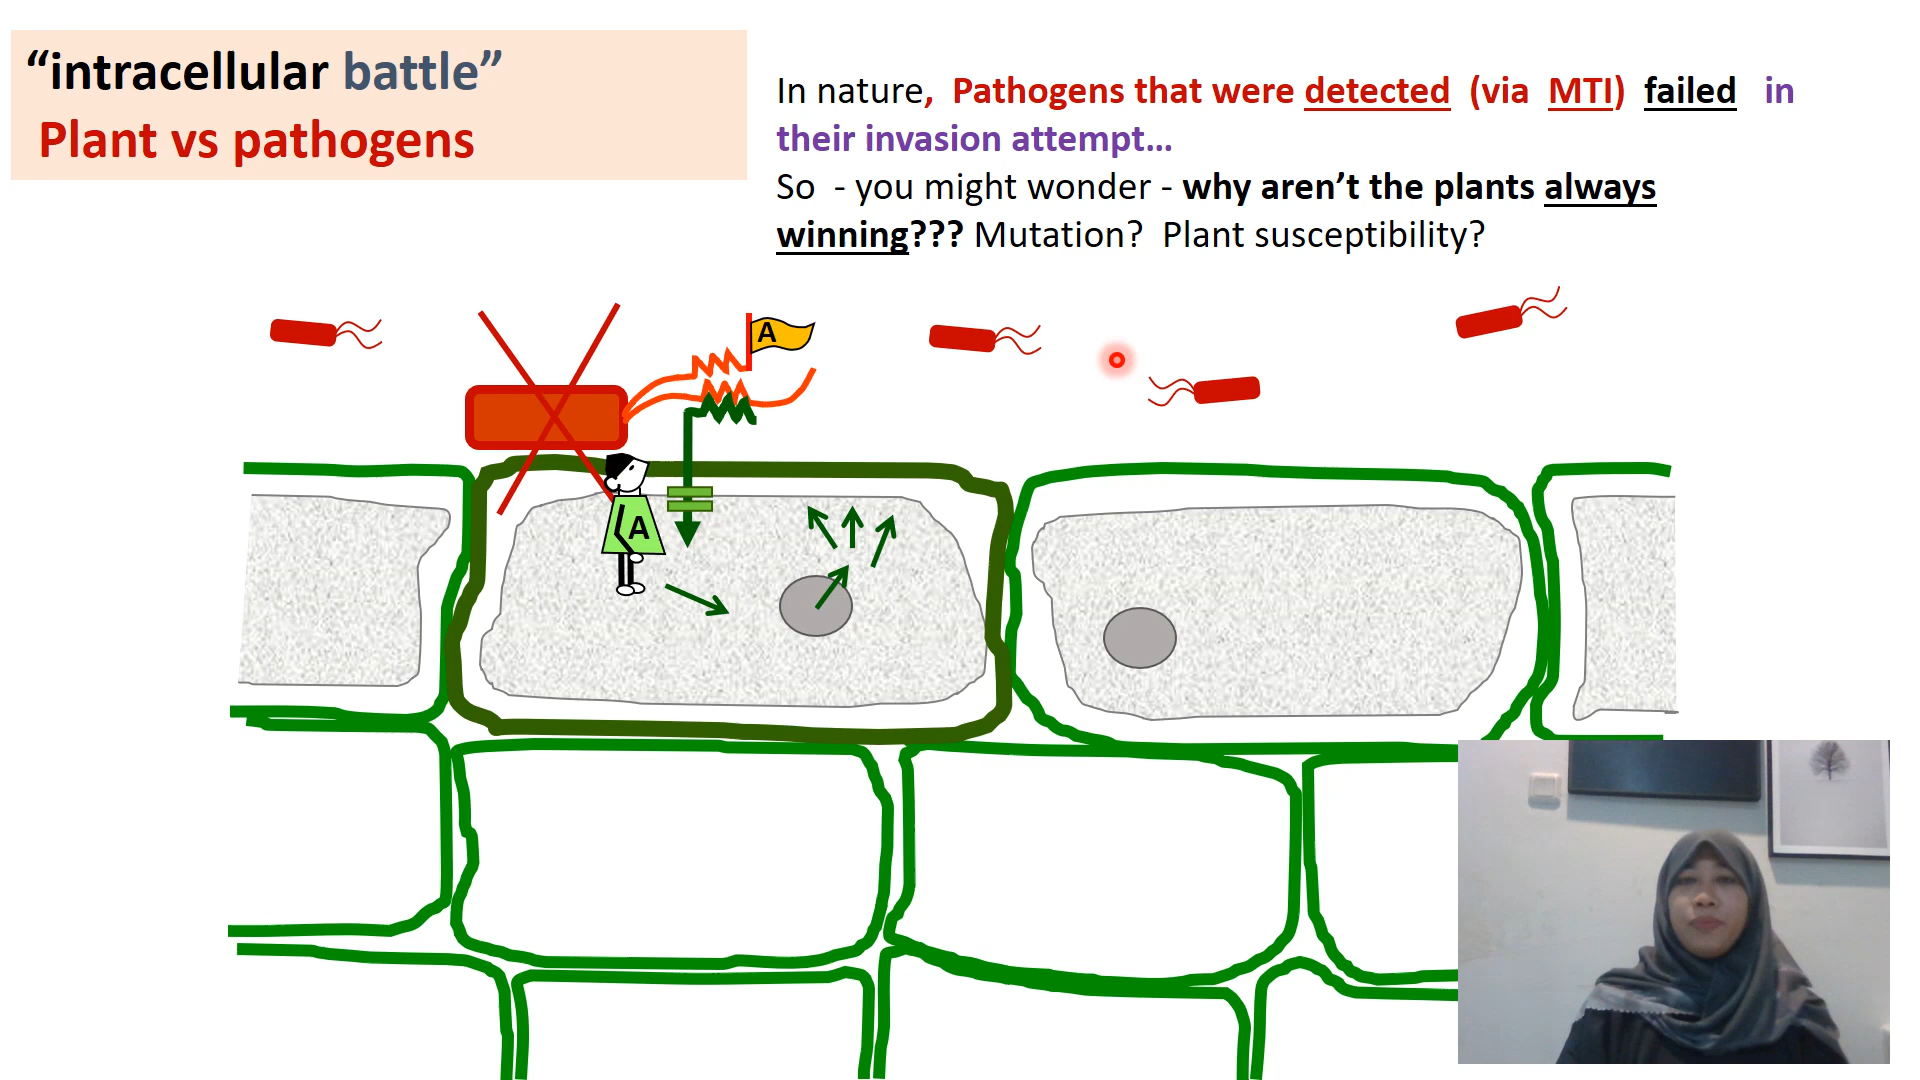 “intracellular battle”
Plant vs pathogens
In nature, Pathogens that were detected (via MTI) failed in
their invasion attempt...
So - you might wonder - why aren’t the plants always
winning??? Mutation? Plant susceptibility?
A
A